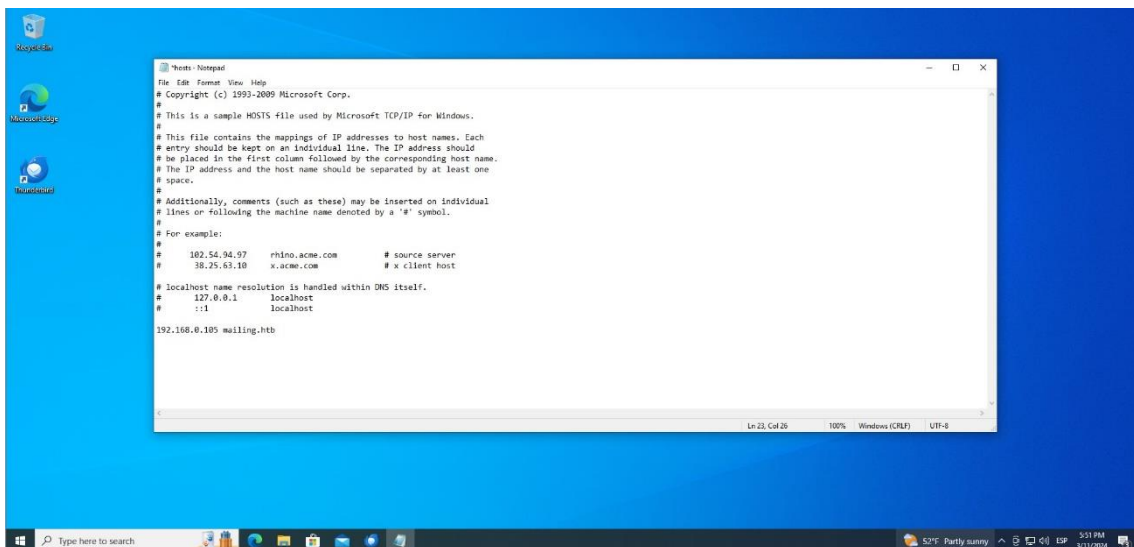 Recycle Bin
Microsoft Edge
Thunderbird
*hosts - Notepad
File Edit Format View Help
# Copyright (c) 1993-2009 Microsoft Corp.
#
# This is a sample HOSTS file used by Microsoft TCP/IP for Windows.
#
# This file contains the mappings of IP addresses to host names. Each
# entry should be kept on an individual line. The IP address should
# be placed in the first column followed by the corresponding host name.
# The IP address and the host name should be separated by at least one
# space.
#
# Additionally, comments (such as these) may be inserted on individual
# lines or following the machine name denoted by a '#' symbol.
#
# For example:
#
#      102.54.94.97     rhino.acme.com          # source server
#       38.25.63.10     x.acme.com              # x client host

# localhost name resolution is handled within DNS itself.
#       127.0.0.1       localhost
#       ::1             localhost

192.168.0.105 mailing.htb
Ln 23, Col 26 100% Windows (CRLF) UTF-8
Type here to search
52°F Partly sunny
ESP
5:51 PM
3/11/2024